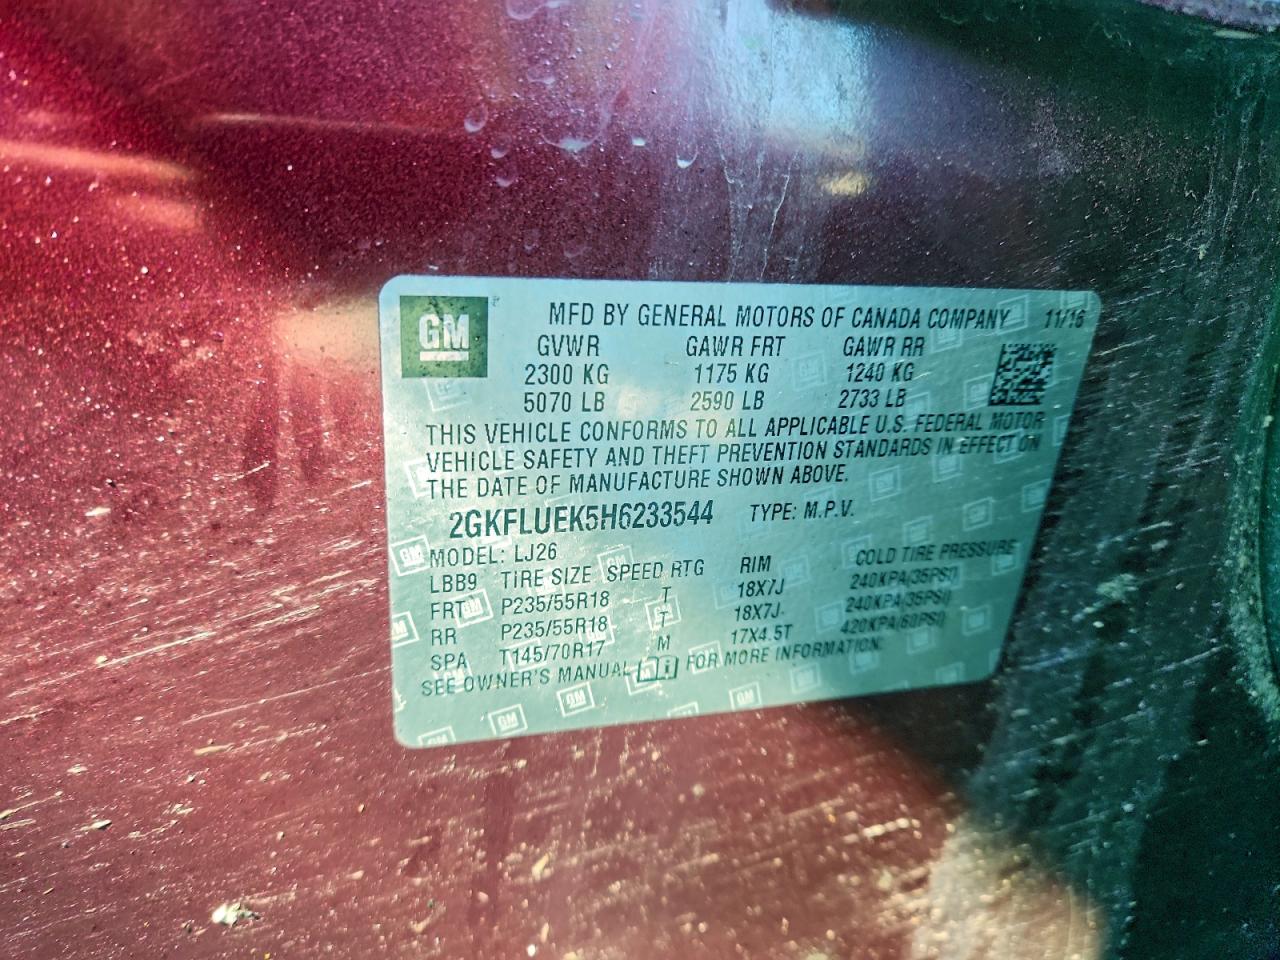 GM
MFD BY GENERAL MOTORS OF CANADA COMPANY 11/16
GVWR GAWR FRT GAWR RR
2300 KG 1175 KG 1240 KG
5070 LB 2590 LB 2733 LB
THIS VEHICLE CONFORMS TO ALL APPLICABLE U.S. FEDERAL MOTOR
VEHICLE SAFETY AND THEFT PREVENTION STANDARDS IN EFFECT ON
THE DATE OF MANUFACTURE SHOWN ABOVE.
2GKFLUEK5H6233544 TYPE: M.P.V.
MODEL: LJ26
LBB9 TIRE SIZE SPEED RTG RIM COLD TIRE PRESSURE
FRT P235/55R18 T 18X7J 240KPA(35PSI)
RR P235/55R18 T 18X7J 240KPA(35PSI)
SPA T145/70R17 M 17X4.5T 420KPA(60PSI)
SEE OWNER'S MANUAL FOR MORE INFORMATION.